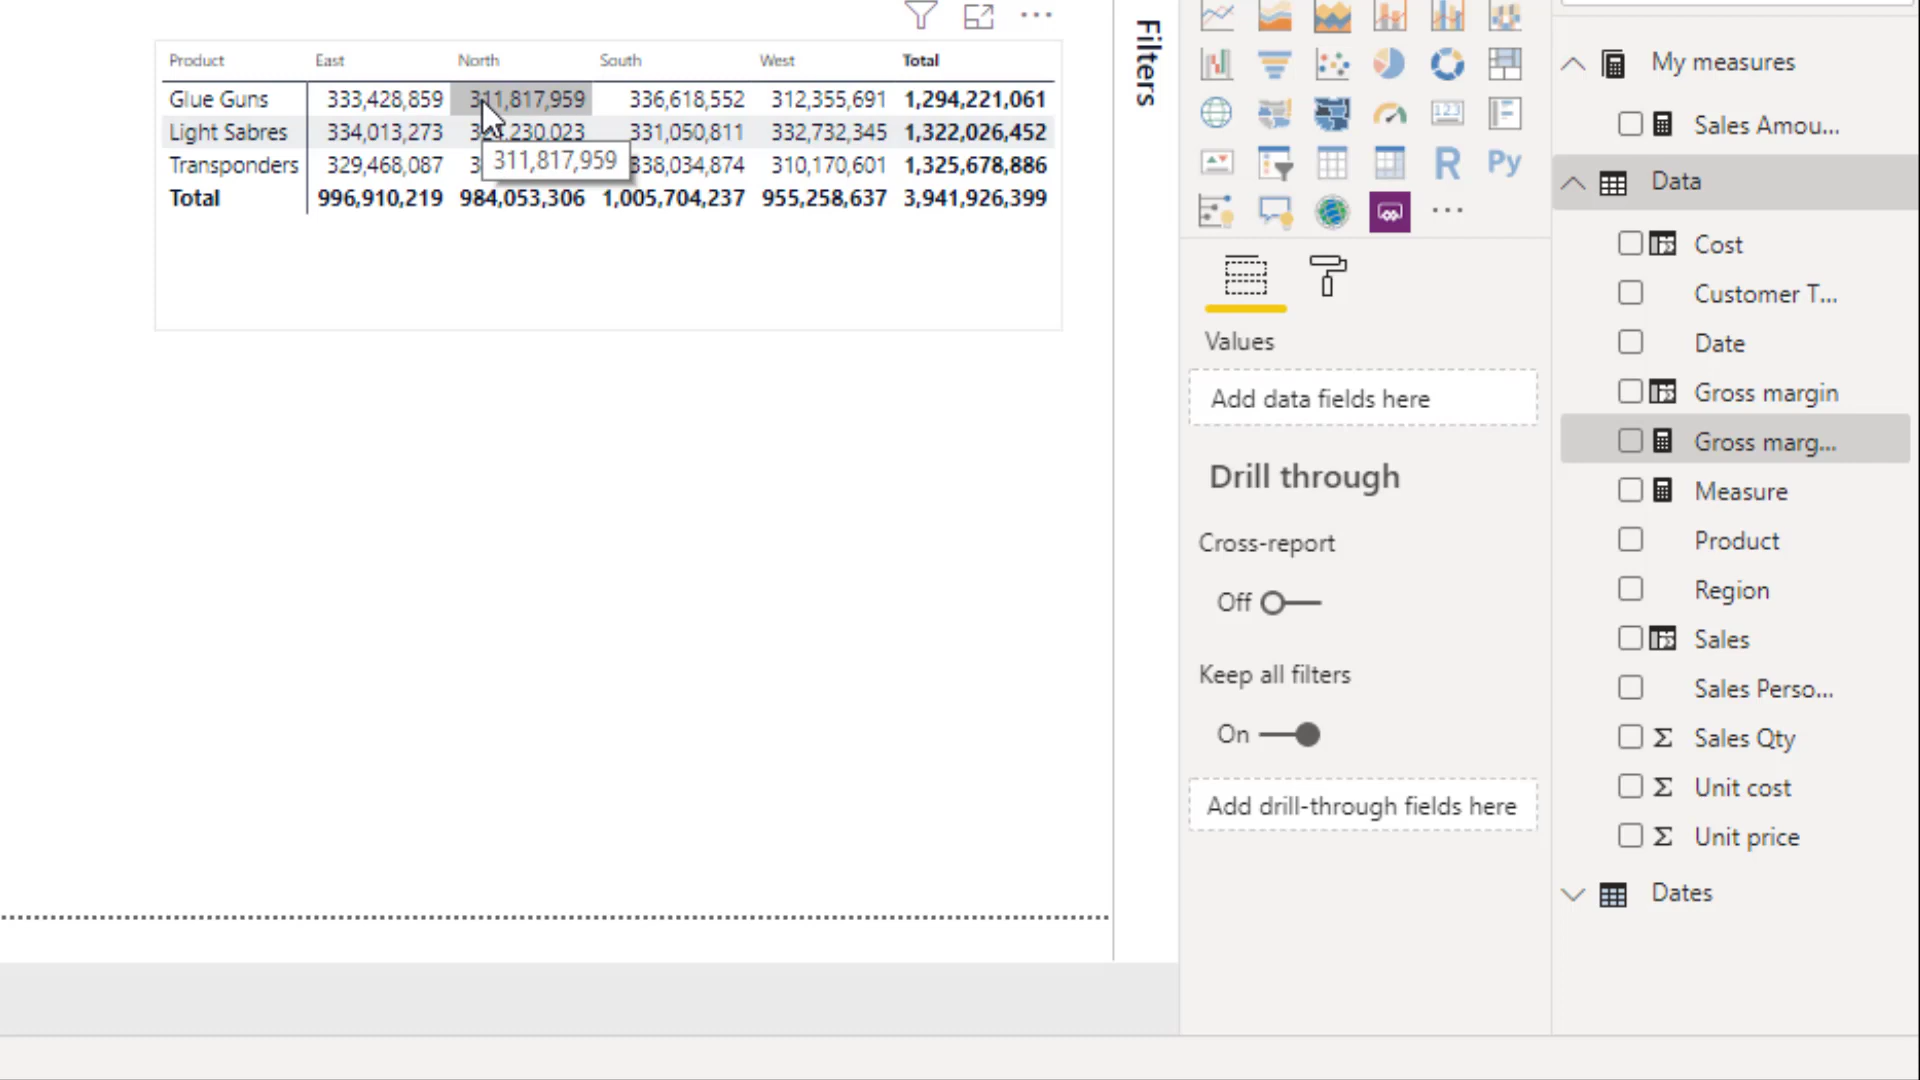 Product East North South West Total
Glue Guns 333,428,859 311,817,959 336,618,552 312,355,691 1,294,221,061
Light Sabres 334,013,273 230,023 331,050,811 332,732,345 1,322,026,452
Transponders 329,468,087 338,034,874 310,170,601 1,325,678,886
311,817,959
Total 996,910,219 984,053,306 1,005,704,237 955,258,637 3,941,926,399
Filters
R Py
123
Values
Add data fields here
Drill through
Cross-report
Off
Keep all filters
On
Add drill-through fields here
My measures
Sales Amou...
Data
Cost
Customer T...
Date
Gross margin
Gross marg...
Measure
Product
Region
Sales
Sales Perso...
Σ Sales Qty
Σ Unit cost
Σ Unit price
Dates